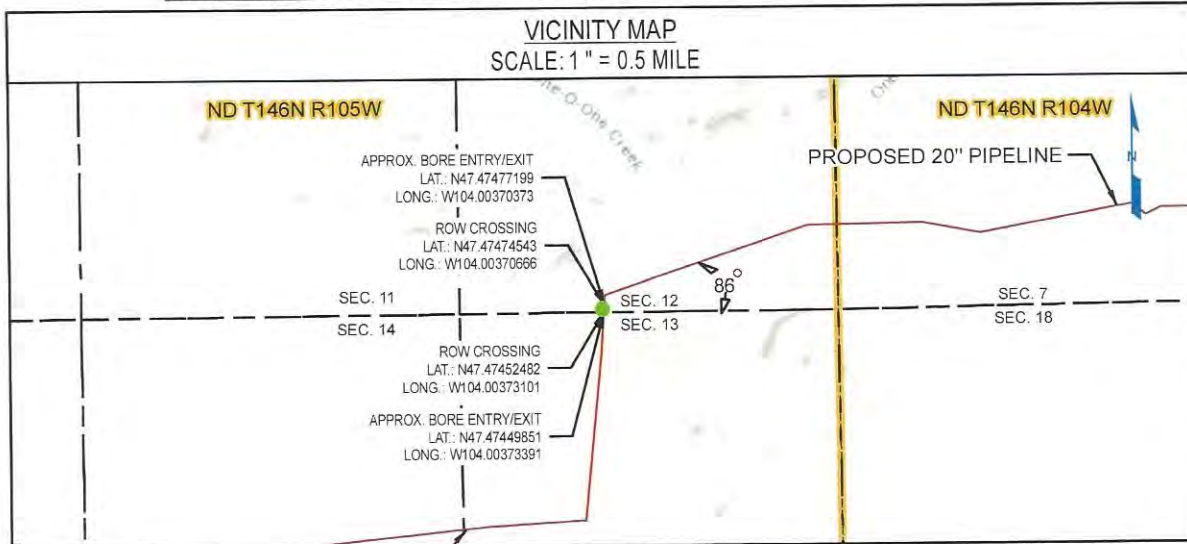 VICINITY MAP
SCALE: 1 " = 0.5 MILE
ND T146N R105W
ND T146N R104W
-O-One Creek
PROPOSED 20" PIPELINE
N
APPROX. BORE ENTRY/EXIT
LAT.: N47.47477199
LONG.: W104.00370373
ROW CROSSING
LAT.: N47.47474543
LONG.: W104.00370666
86°
SEC. 11
SEC. 12
SEC. 7
SEC. 14
SEC. 13
SEC. 18
ROW CROSSING
LAT.: N47.47452482
LONG.: W104.00373101
APPROX. BORE ENTRY/EXIT
LAT.: N47.47449851
LONG.: W104.00373391